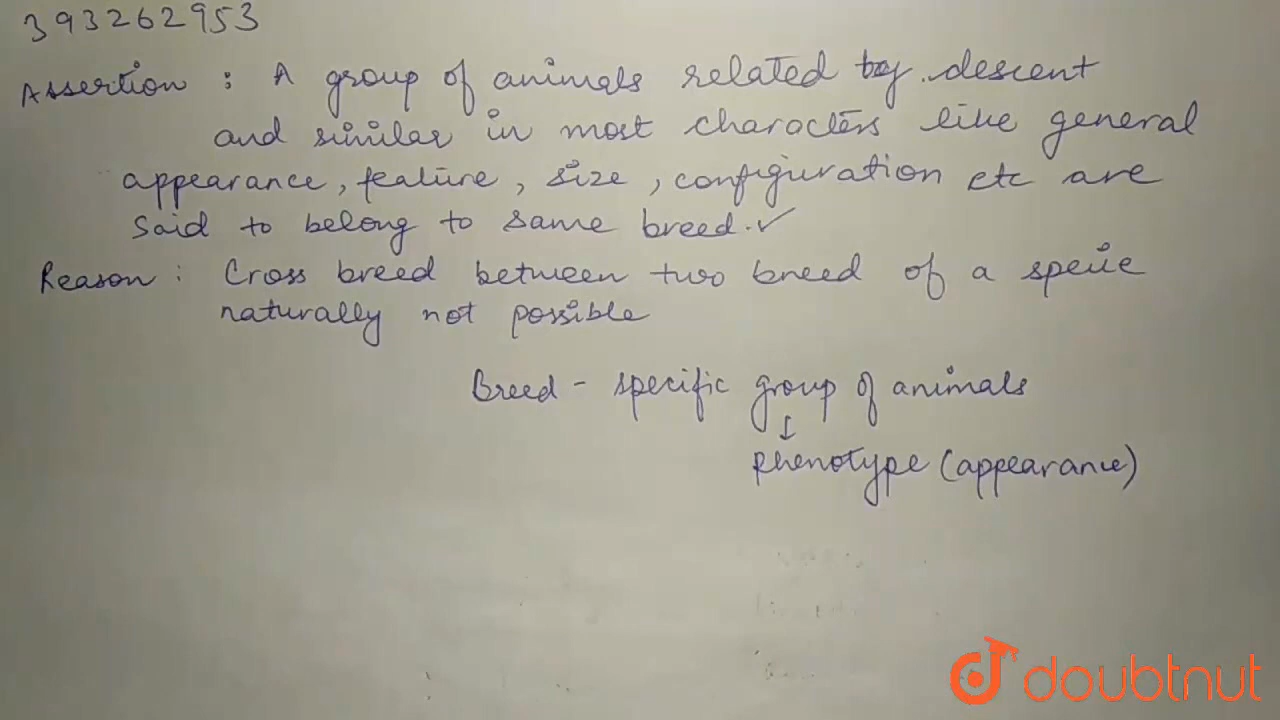 393262953
Assertion : A group of animals related by descent
and similar in most characters like general
appearance, feature, size, configuration etc are
said to belong to same breed. ✓
Reason : Cross breed between two breed of a specie
naturally not possible
Breed - specific group of animals
↓
Phenotype (appearance)
doubtnut